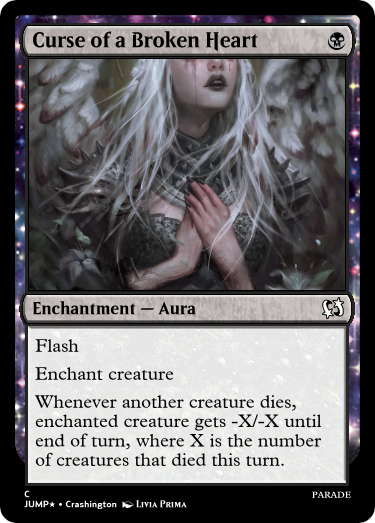 Curse of a Broken Heart
Enchantment — Aura
Flash
Enchant creature
Whenever another creature dies,
enchanted creature gets -X/-X until
end of turn, where X is the number
of creatures that died this turn.
C
PARADE
JUMP★ • Crashington Livia Prima